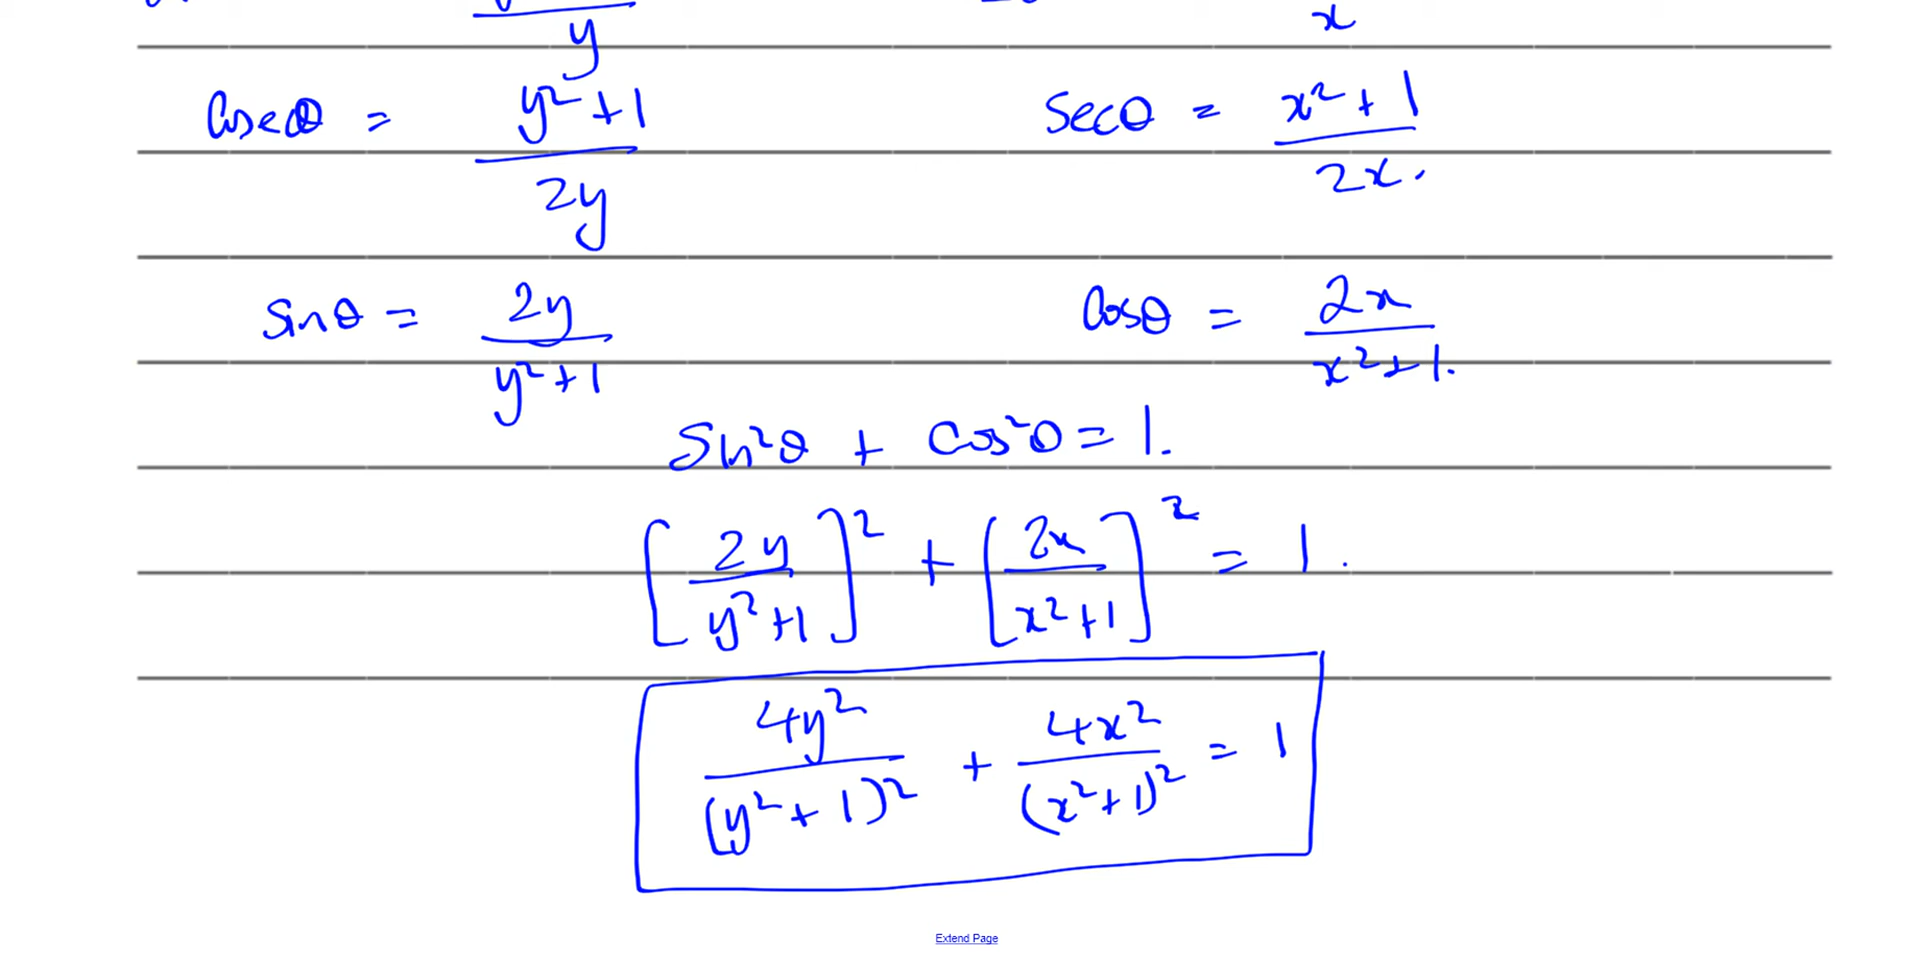 y x
Cosecθ = y²+1 / 2y Secθ = x²+1 / 2x.
Sinθ = 2y / y²+1 Cosθ = 2x / x²+1.
Sin²θ + Cos²θ = 1.
[2y / y²+1]² + [2x / x²+1]² = 1.
4y² / (y²+1)² + 4x² / (x²+1)² = 1
Extend Page